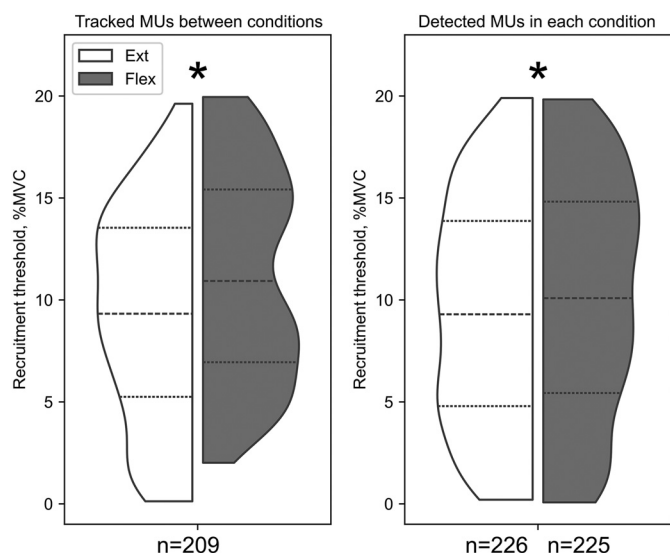 Tracked MUs between conditions
Ext
Flex
*
Recruitment threshold, %MVC
20
15
10
5
0
n=209
Detected MUs in each condition
*
Recruitment threshold, %MVC
20
15
10
5
0
n=226 n=225